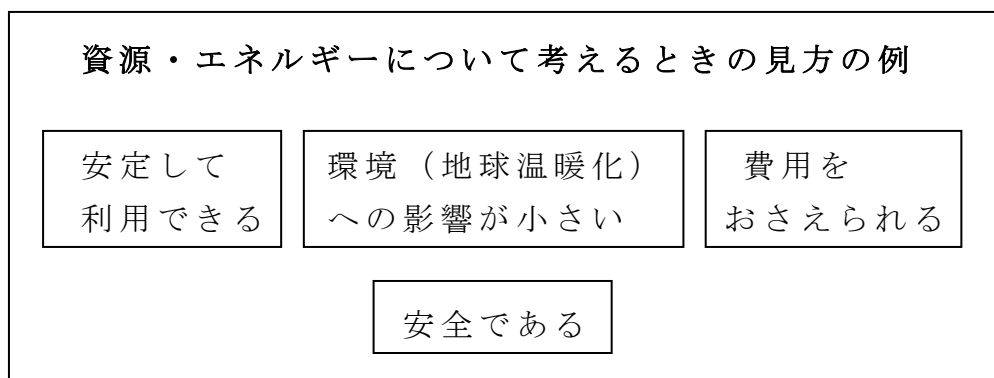 資源・エネルギーについて考えるときの見方の例
安定して
利用できる
環境（地球温暖化）
への影響が小さい
費用を
おさえられる
安全である